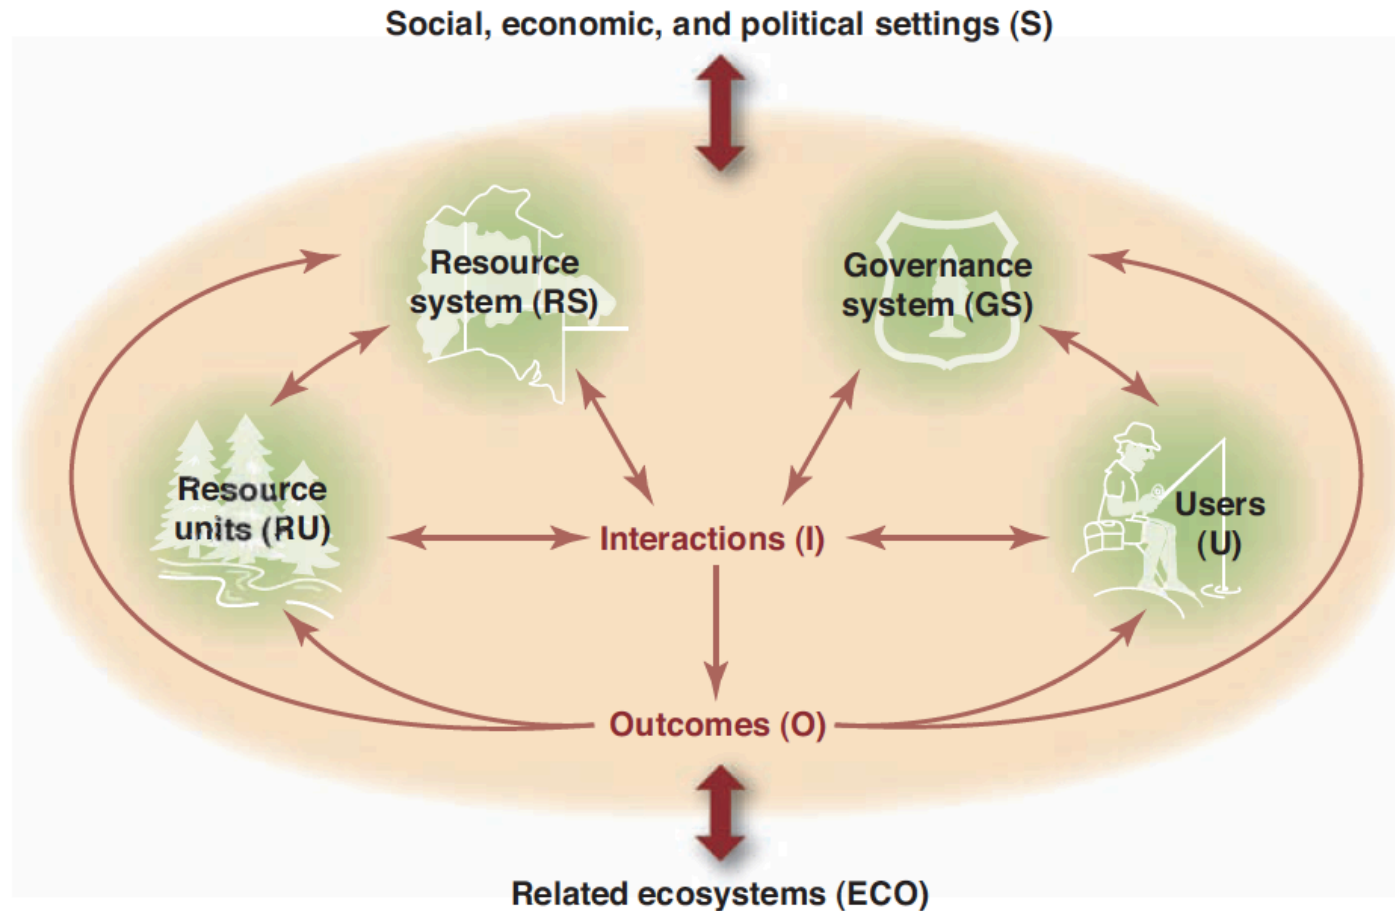 Social, economic, and political settings (S)
Resource
system (RS)
Governance
system (GS)
Resource
units (RU)
Users
(U)
Interactions (I)
Outcomes (O)
Related ecosystems (ECO)